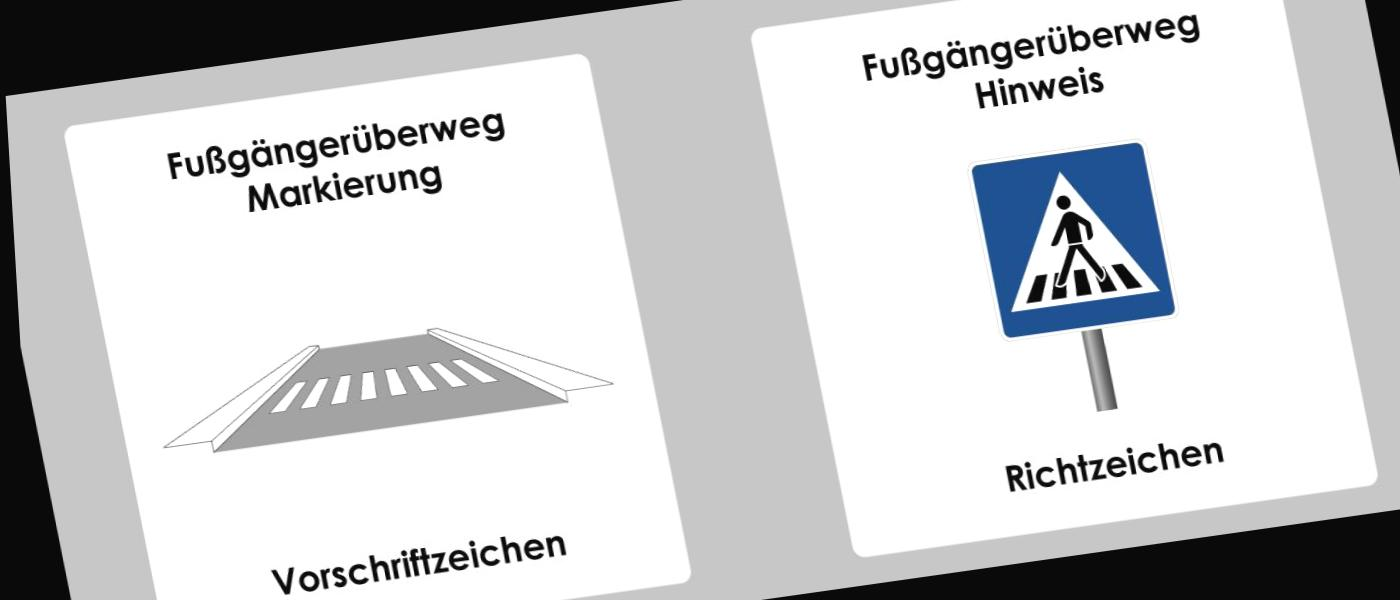 Fußgängerüberweg
Markierung
Vorschriftzeichen
Fußgängerüberweg
Hinweis
Richtzeichen